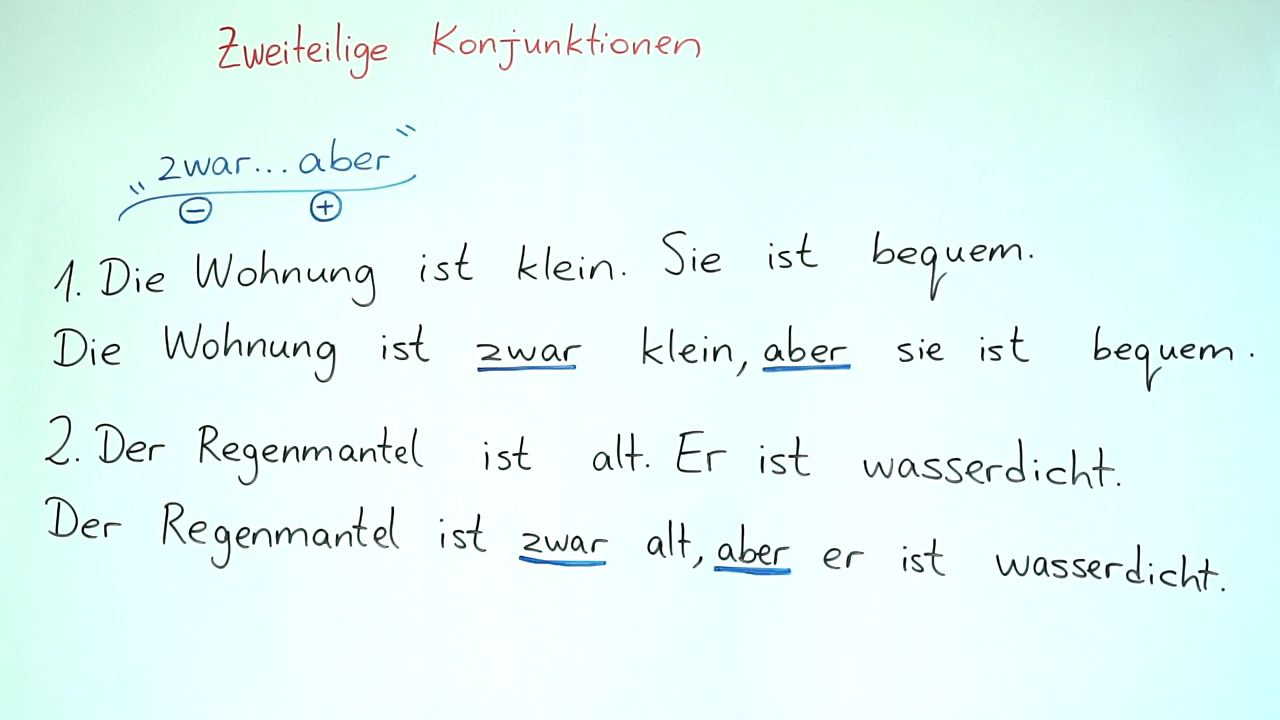 Zweiteilige Konjunktionen
"zwar... aber"
- +
1. Die Wohnung ist klein. Sie ist bequem.
Die Wohnung ist zwar klein, aber sie ist bequem.
2. Der Regenmantel ist alt. Er ist wasserdicht.
Der Regenmantel ist zwar alt, aber er ist wasserdicht.